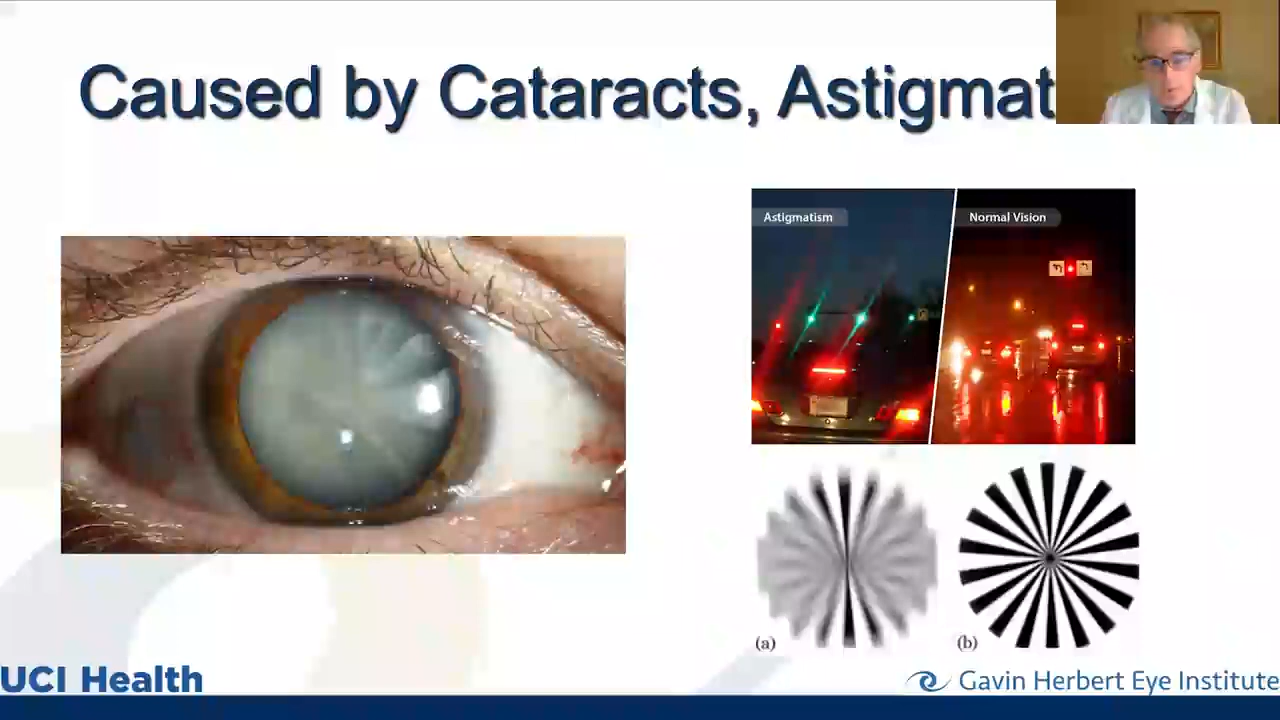 Caused by Cataracts, Astigmat
Astigmatism
Normal Vision
(a)
(b)
UCI Health
Gavin Herbert Eye Institute